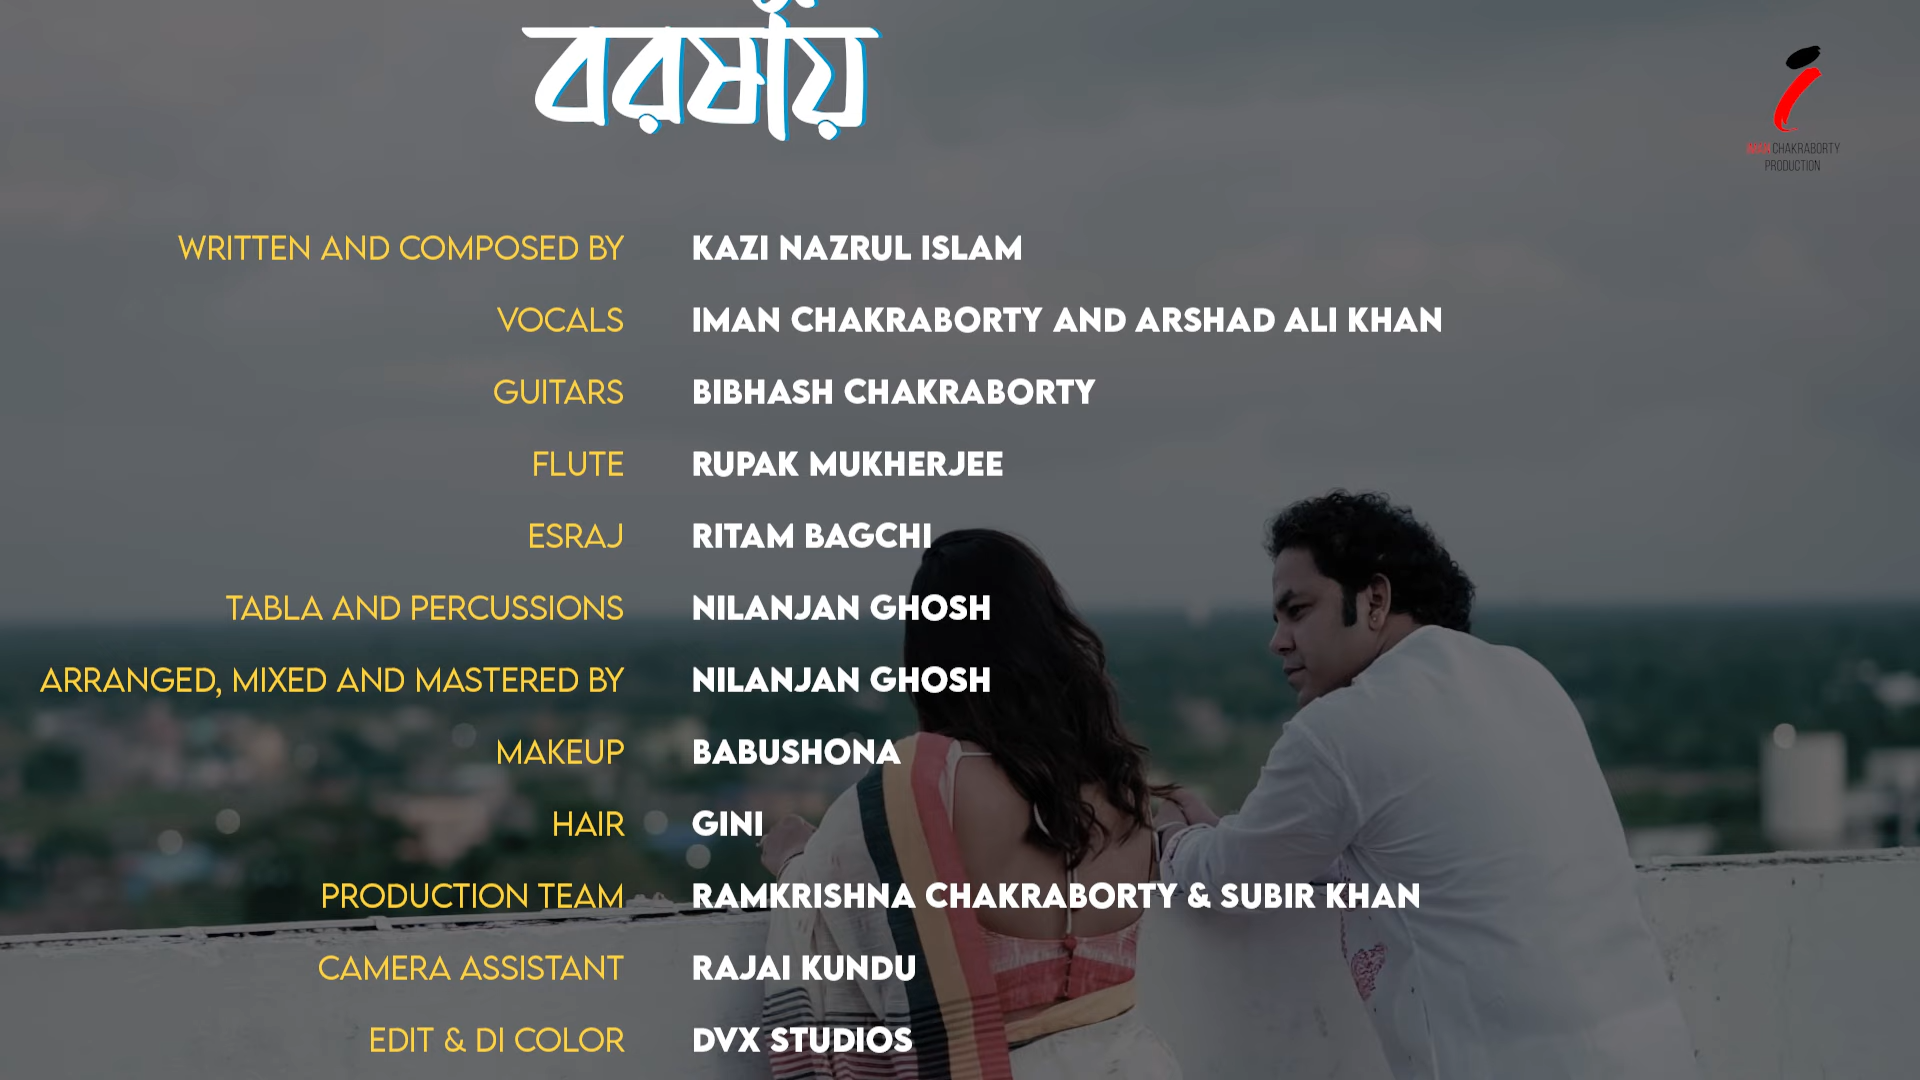 বরষায়
CHAKRABORTY
PRODUCTION
WRITTEN AND COMPOSED BY KAZI NAZRUL ISLAM
VOCALS IMAN CHAKRABORTY AND ARSHAD ALI KHAN
GUITARS BIBHASH CHAKRABORTY
FLUTE RUPAK MUKHERJEE
ESRAJ RITAM BAGCHI
TABLA AND PERCUSSIONS NILANJAN GHOSH
ARRANGED, MIXED AND MASTERED BY NILANJAN GHOSH
MAKEUP BABUSHONA
HAIR GINI
PRODUCTION TEAM RAMKRISHNA CHAKRABORTY & SUBIR KHAN
CAMERA ASSISTANT RAJAI KUNDU
EDIT & DI COLOR DVX STUDIOS